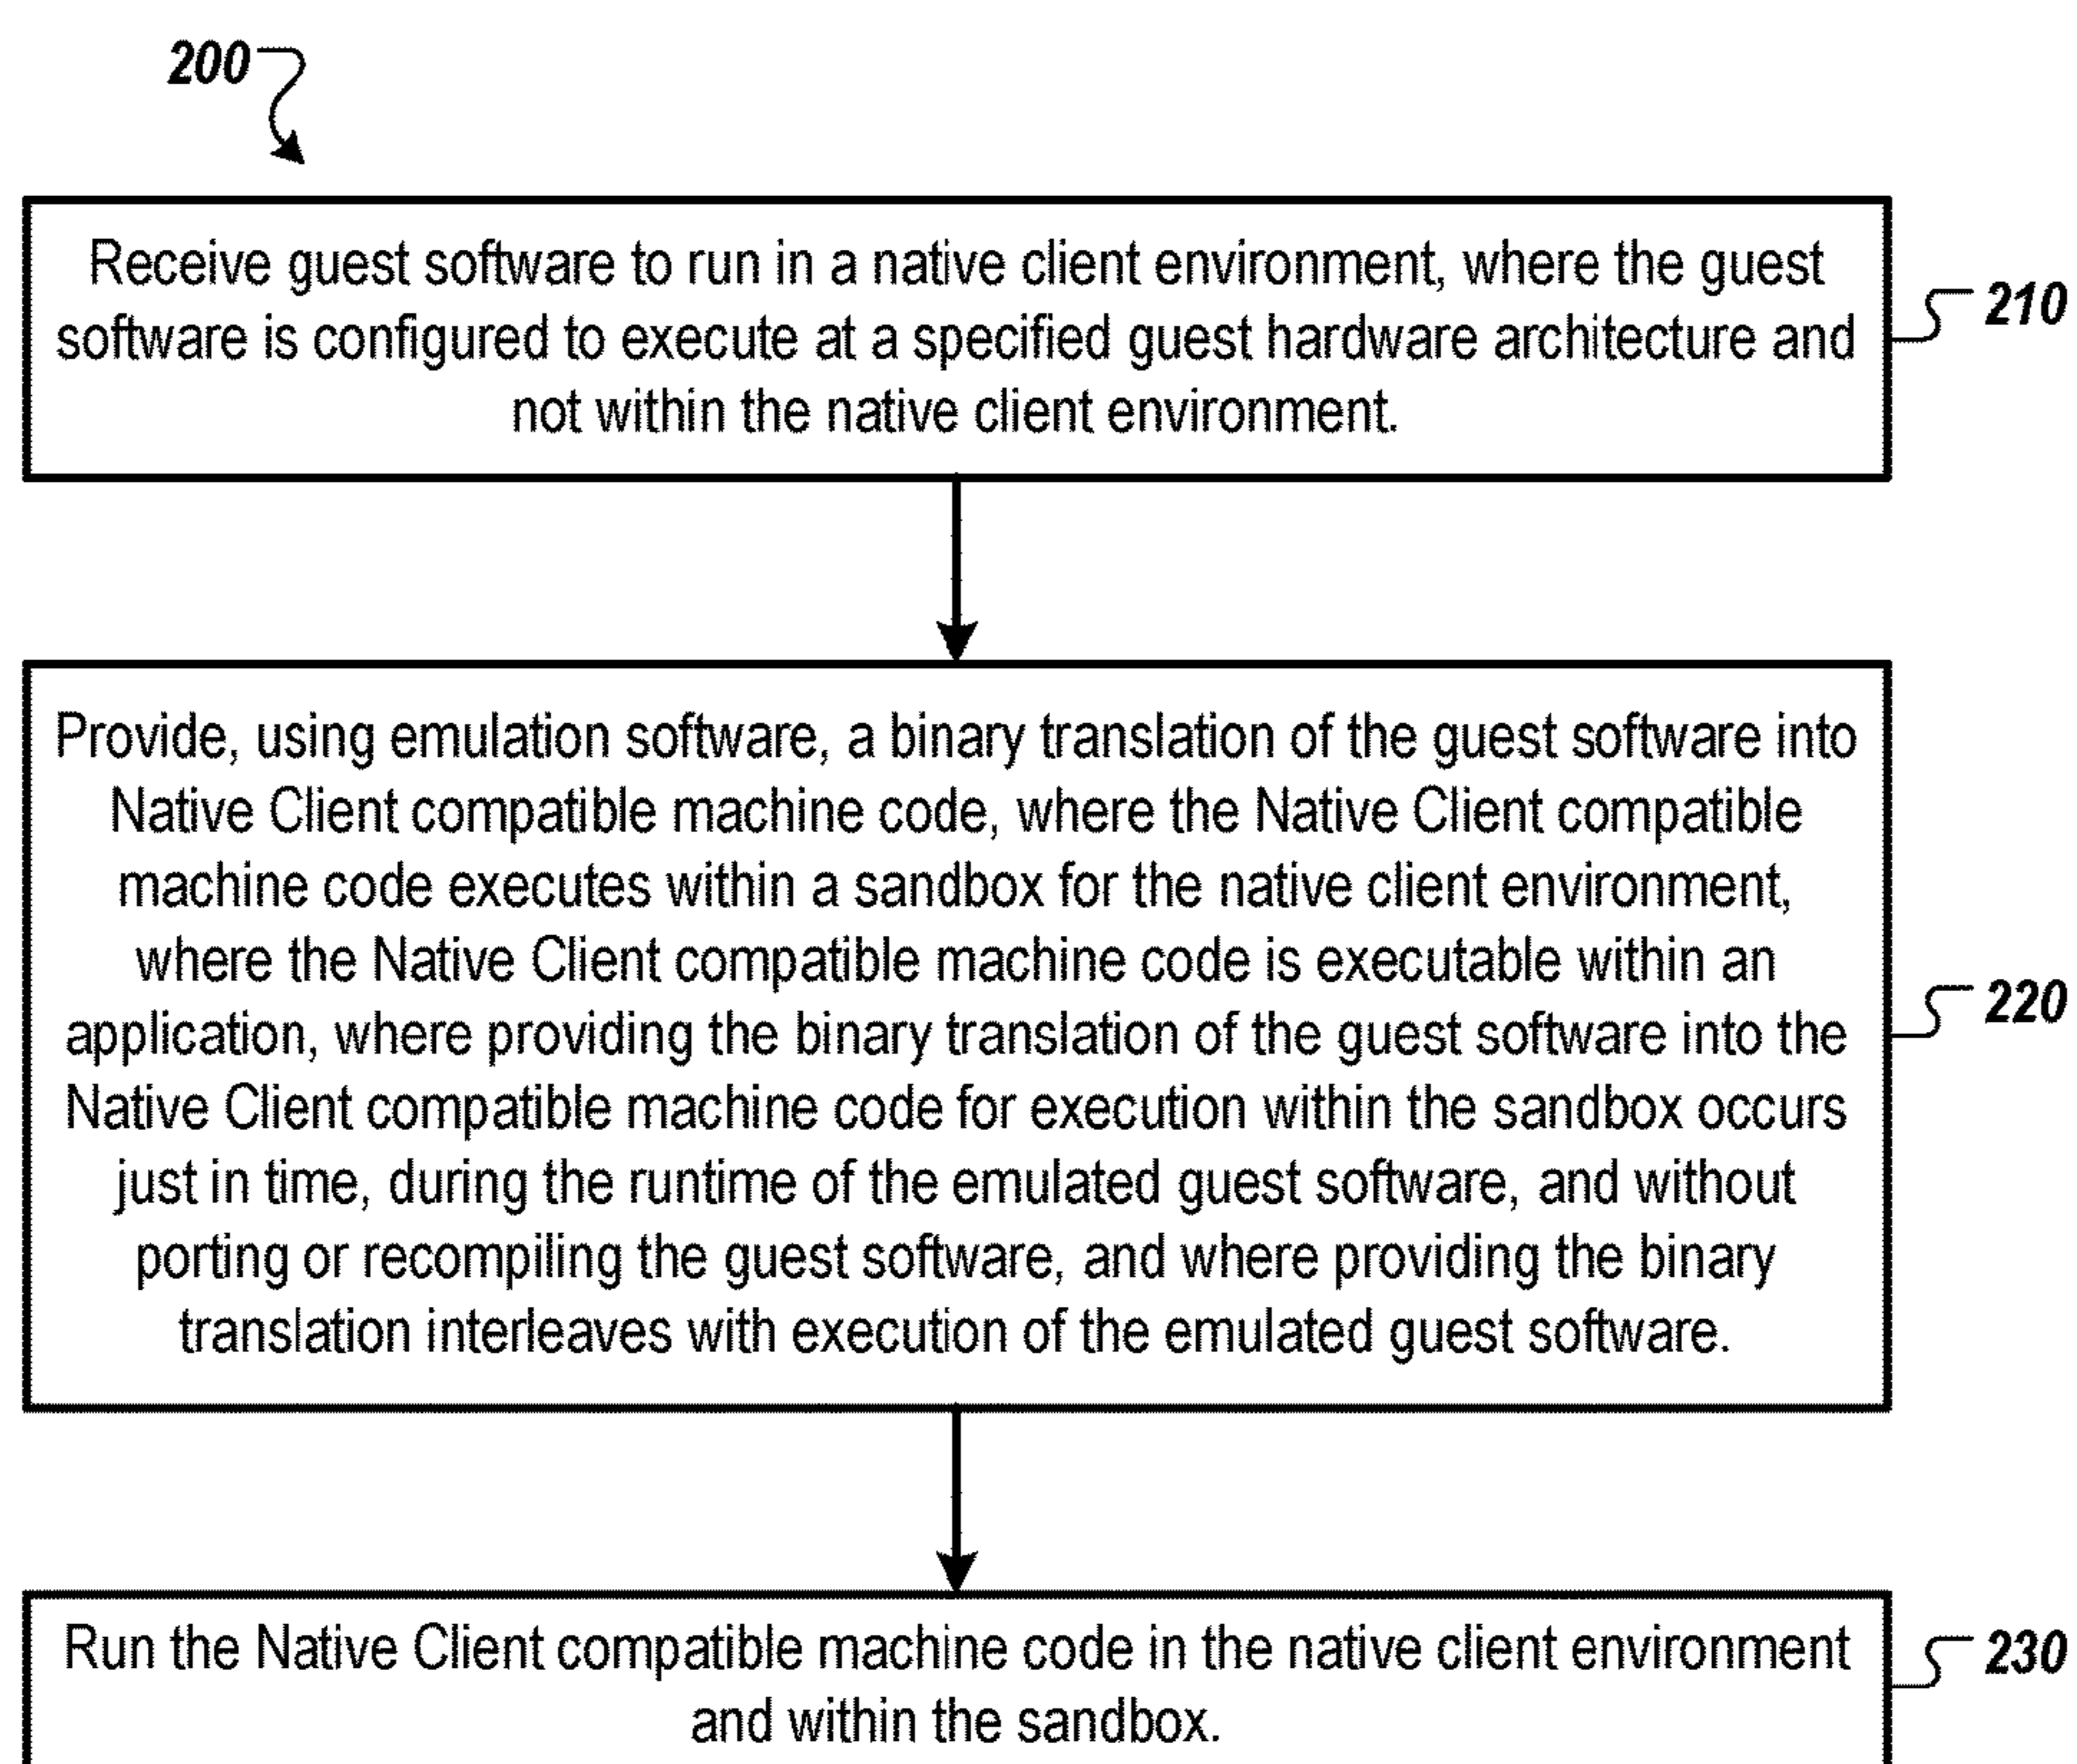 200
Receive guest software to run in a native client environment, where the guest
software is configured to execute at a specified guest hardware architecture and
not within the native client environment.
210
Provide, using emulation software, a binary translation of the guest software into
Native Client compatible machine code, where the Native Client compatible
machine code executes within a sandbox for the native client environment,
where the Native Client compatible machine code is executable within an
application, where providing the binary translation of the guest software into the
Native Client compatible machine code for execution within the sandbox occurs
just in time, during the runtime of the emulated guest software, and without
porting or recompiling the guest software, and where providing the binary
translation interleaves with execution of the emulated guest software.
220
Run the Native Client compatible machine code in the native client environment
and within the sandbox.
230